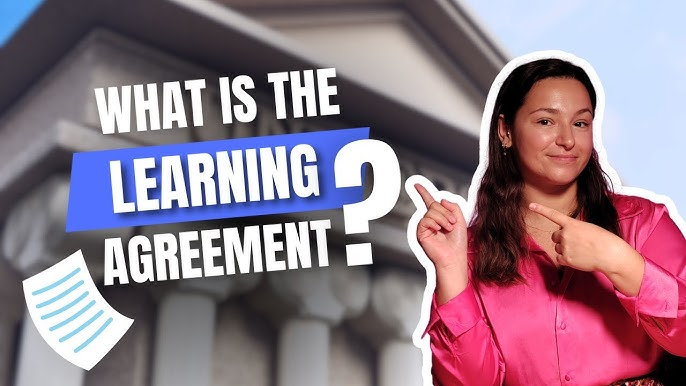 WHAT IS THE
LEARNING
AGREEMENT?